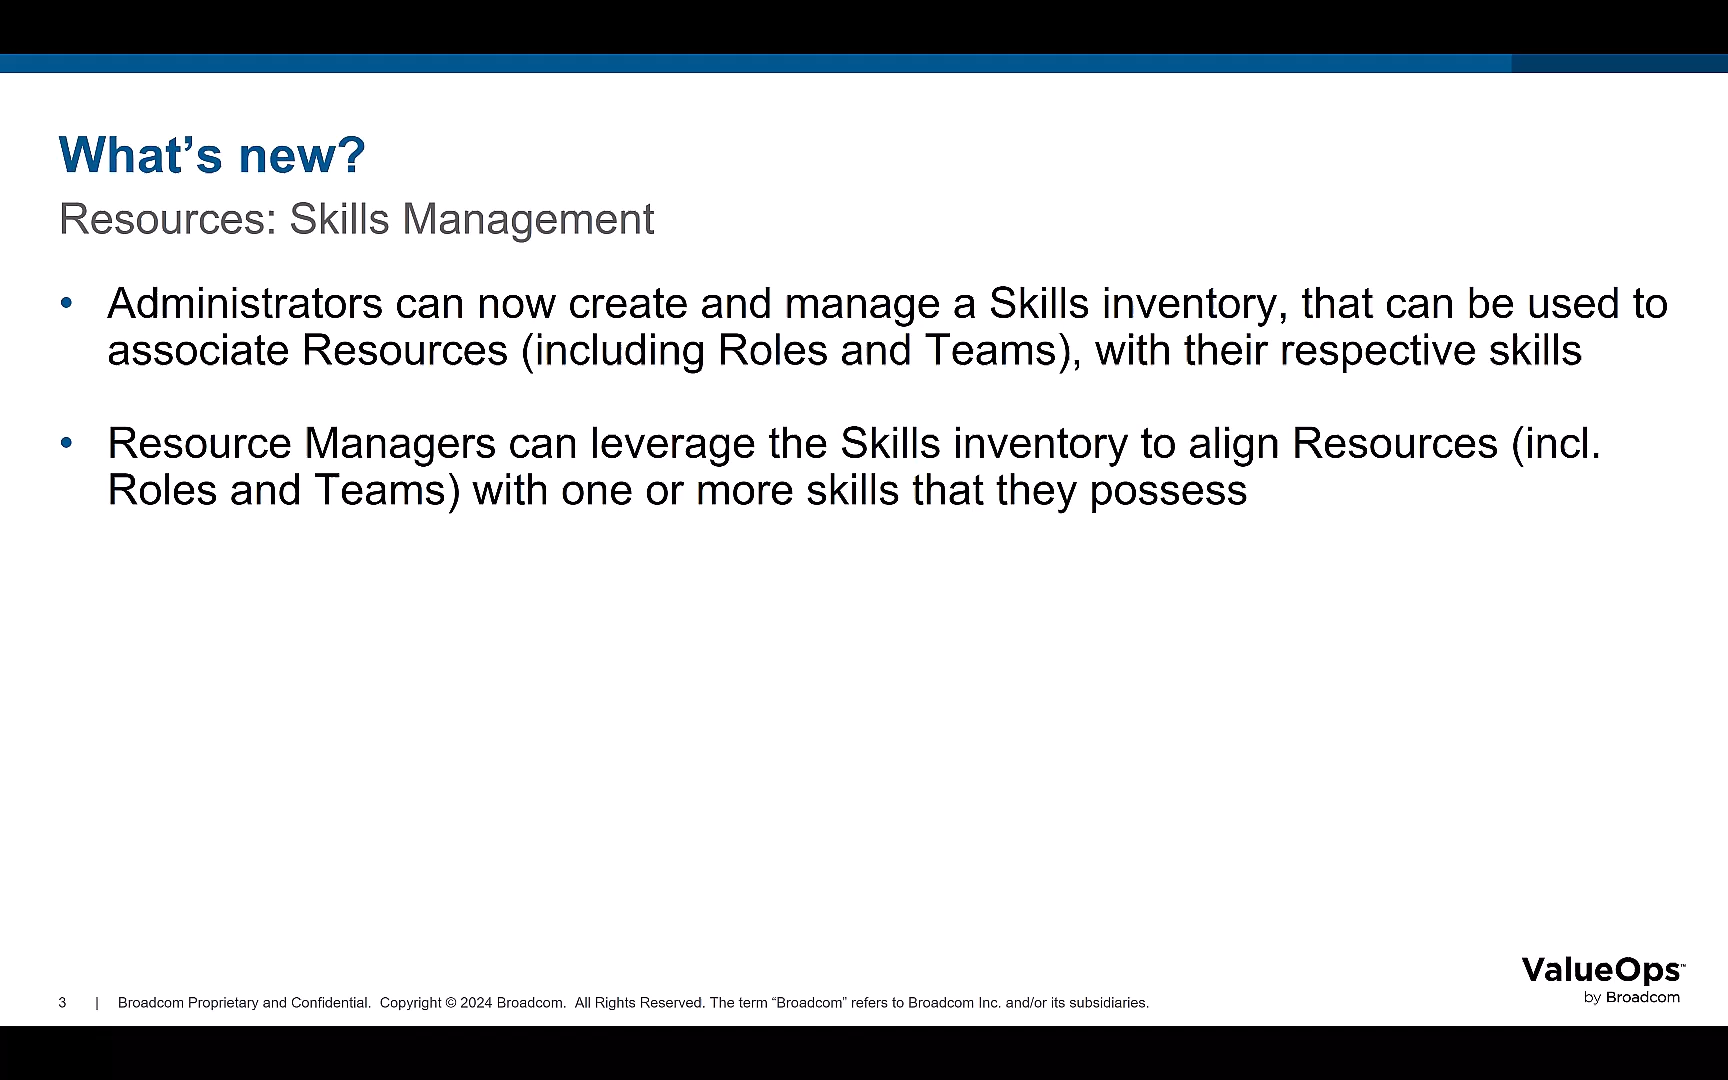 What’s new?
Resources: Skills Management
• Administrators can now create and manage a Skills inventory, that can be used to
associate Resources (including Roles and Teams), with their respective skills
• Resource Managers can leverage the Skills inventory to align Resources (incl.
Roles and Teams) with one or more skills that they possess
ValueOps™
by Broadcom
3 | Broadcom Proprietary and Confidential. Copyright © 2024 Broadcom. All Rights Reserved. The term “Broadcom” refers to Broadcom Inc. and/or its subsidiaries.